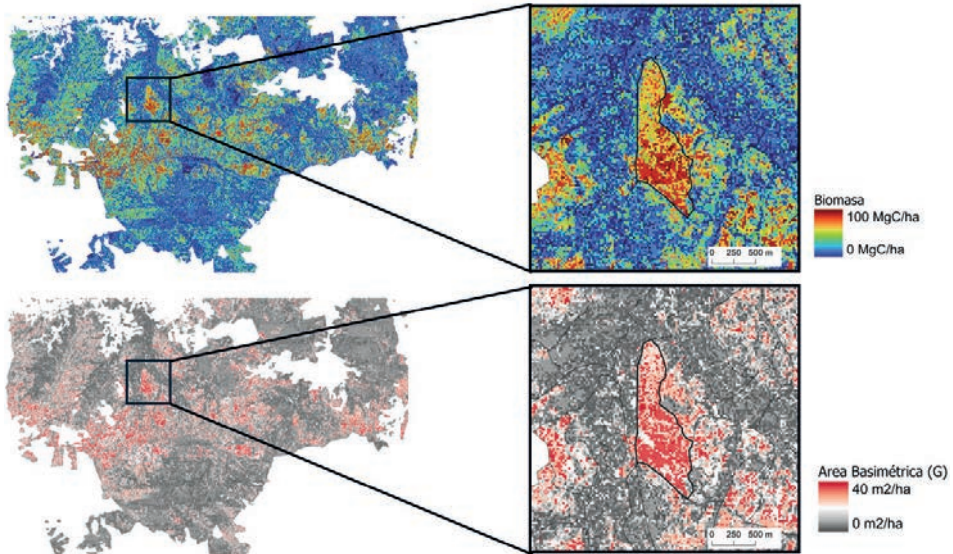 Biomasa
100 MgC/ha
0 MgC/ha
0 250 500 m
Area Basimétrica (G)
40 m2/ha
0 m2/ha
0 250 500 m